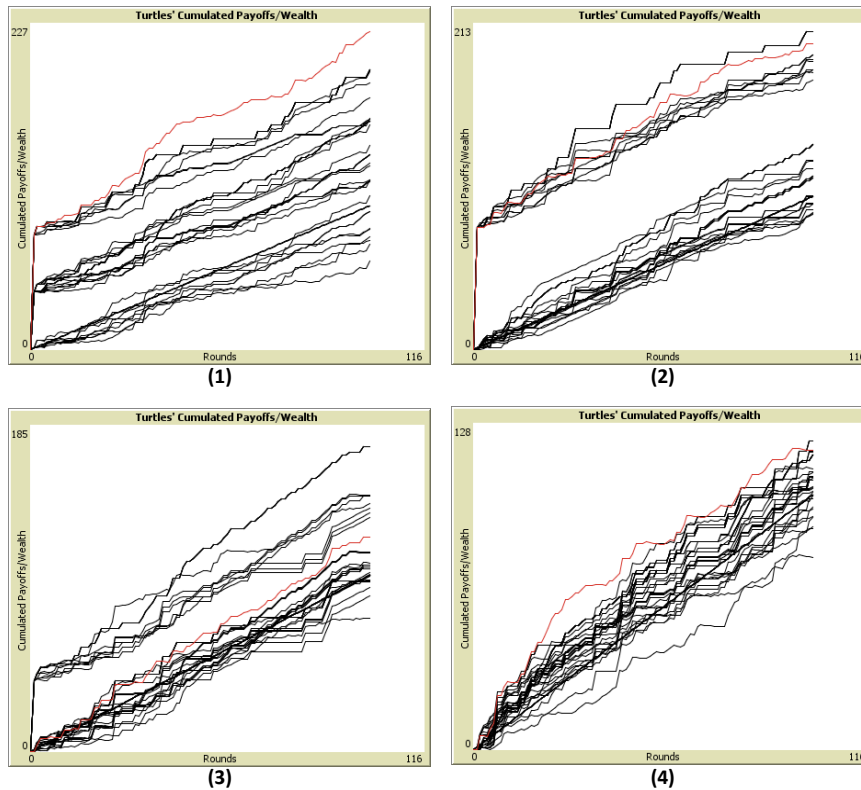 Turtles' Cumulated Payoffs/Wealth
227
Cumulated Payoffs/Wealth
0
0 Rounds 116
(1)
Turtles' Cumulated Payoffs/Wealth
213
Cumulated Payoffs/Wealth
0
0 Rounds 116
(2)
Turtles' Cumulated Payoffs/Wealth
185
Cumulated Payoffs/Wealth
0
0 Rounds 116
(3)
Turtles' Cumulated Payoffs/Wealth
128
Cumulated Payoffs/Wealth
0
0 Rounds 116
(4)